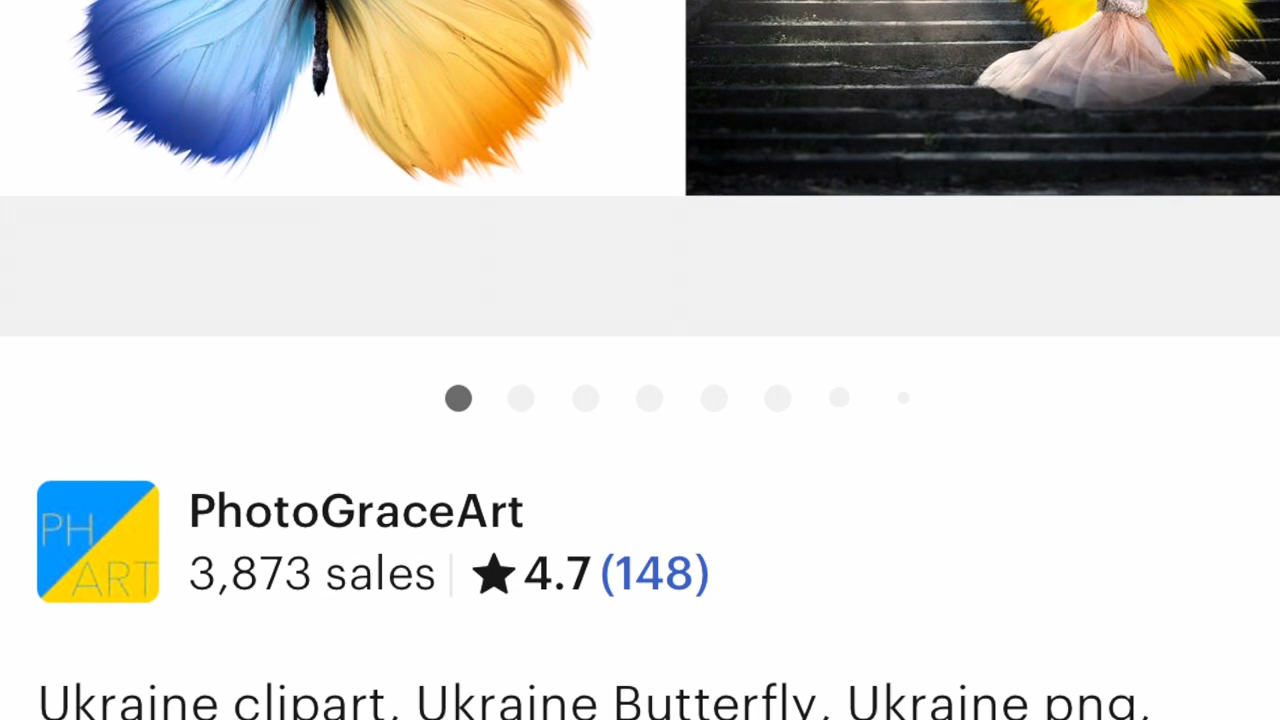 PH
ART
PhotoGraceArt
3,873 sales
4.7 (148)
Ukraine clipart, Ukraine Butterfly, Ukraine png,